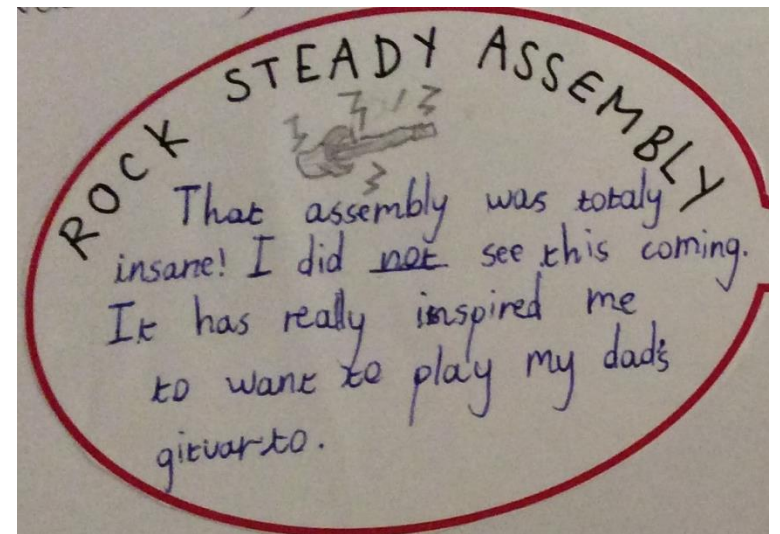 ROCK STEADY ASSEMBLY
That assembly was totaly
insane! I did not see this coming.
It has really inspired me
to want to play my dad's
gituar to.